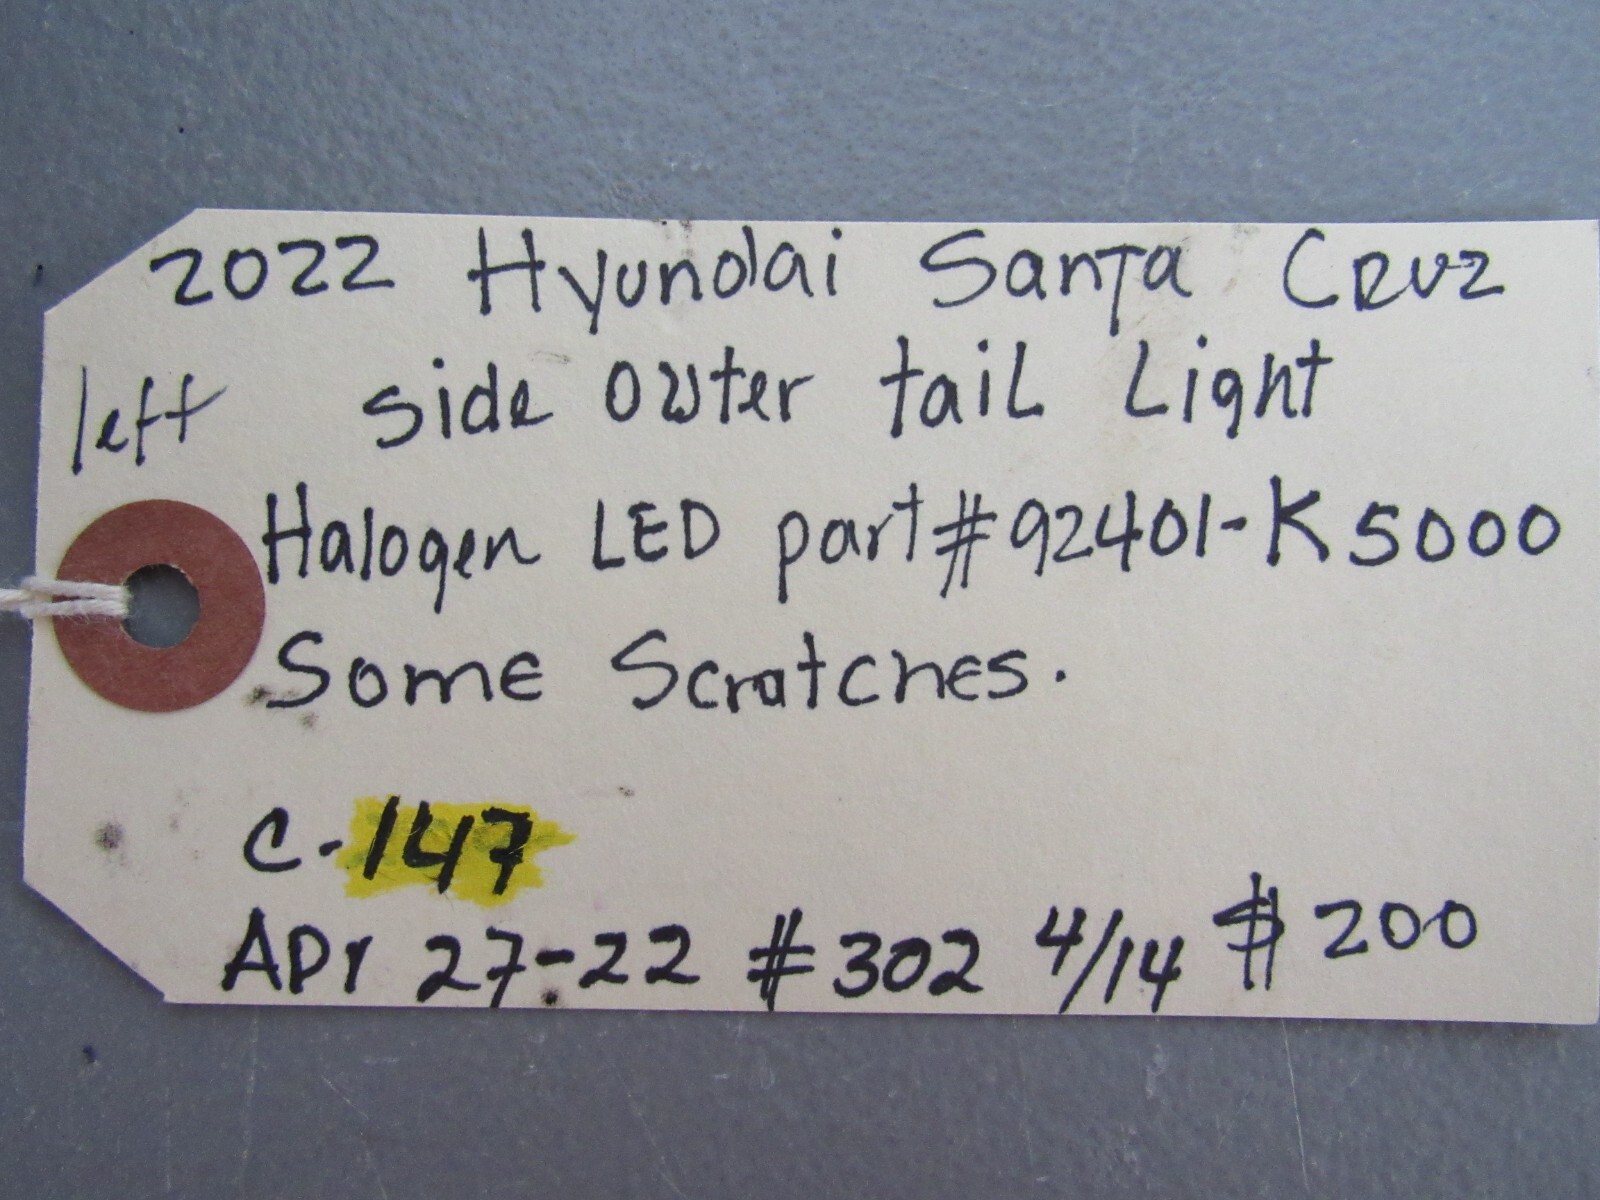 2022 Hyundai Santa Cruz
left side outer tail Light
Halogen LED part #92401-K5000
Some Scratches.
C-147
Apr 27-22 #302 4/14 $200